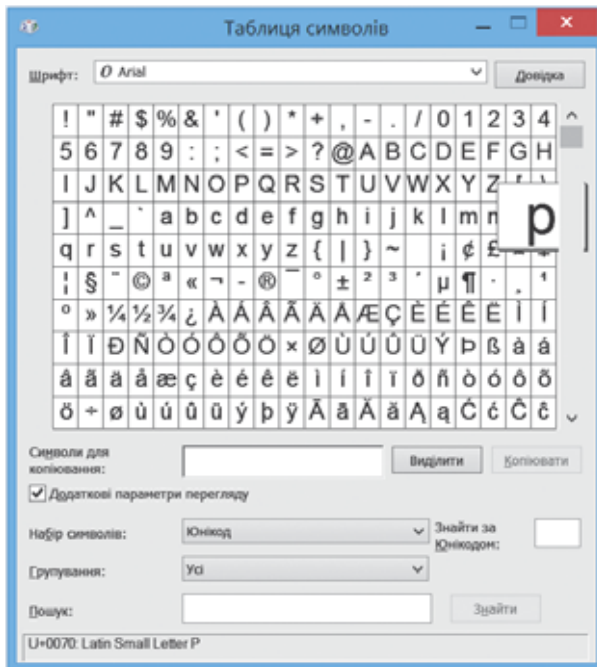 Таблиця символів
Шрифт: O Arial Довідка
! " # $ % & ' ( ) * + , - . / 0 1 2 3 4
5 6 7 8 9 : ; < = > ? @ A B C D E F G H
I J K L M N O P Q R S T U V W X Y Z [ \
] ^ _ ` a b c d e f g h i j k l m n p
q r s t u v w x y z { | } ~ ¡ ¢ £
¦ § ¨ © ª « ¬ - ® ¯ ° ± ² ³ ´ µ ¶ · ¸ ¹
º » ¼ ½ ¾ ¿ À Á Â Ã Ä Å Æ Ç È É Ê Ë Ì Í
Î Ï Ð Ñ Ò Ó Ô Õ Ö × Ø Ù Ú Û Ü Ý Þ ß à á
â ã ä å æ ç è é ê ë ì í î ï ð ñ ò ó ô õ
ö ÷ ø ù ú û ü ý þ ÿ Ā ā Ă ă Ą ą Ć ć Ĉ ĉ
Символи для копіювання: Виділити Копіювати
Додаткові параметри перегляду
Набір символів: Юнікод Знайти за Юнікодом:
Групування: Усі
Пошук: Знайти
U+0070: Latin Small Letter P